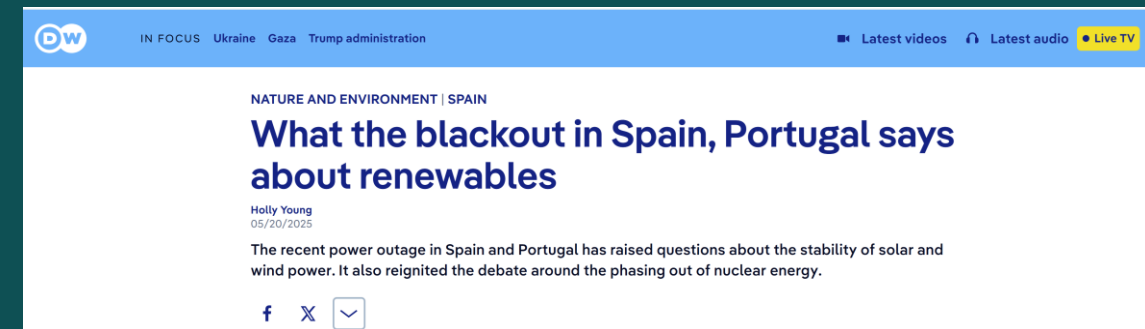 DW IN FOCUS Ukraine Gaza Trump administration Latest videos Latest audio • Live TV
NATURE AND ENVIRONMENT | SPAIN
What the blackout in Spain, Portugal says
about renewables
Holly Young
05/20/2025
The recent power outage in Spain and Portugal has raised questions about the stability of solar and
wind power. It also reignited the debate around the phasing out of nuclear energy.